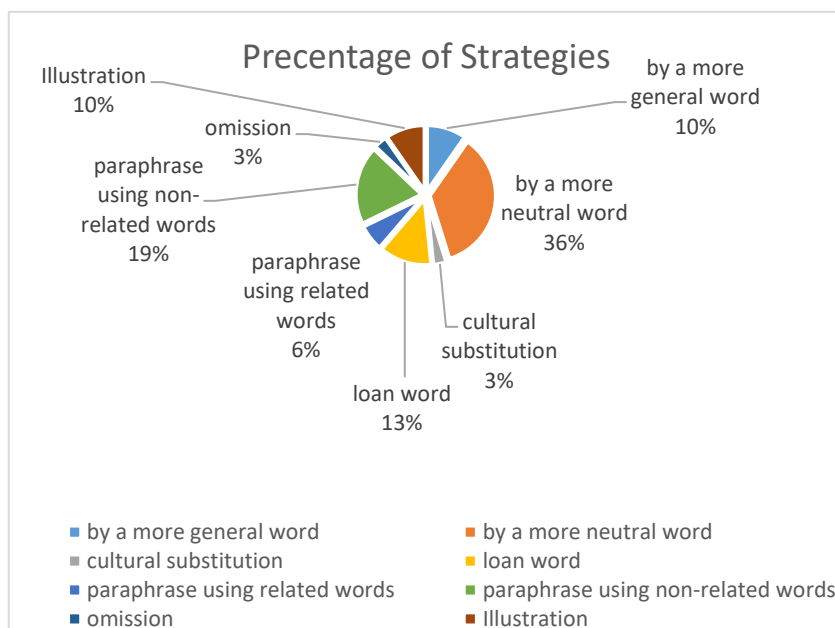 Precentage of Strategies
Illustration
10%
by a more
general word
10%
omission
3%
paraphrase
using non-
related words
19%
by a more
neutral word
36%
paraphrase
using related
words
6%
cultural
substitution
3%
loan word
13%
by a more general word
by a more neutral word
cultural substitution
loan word
paraphrase using related words
paraphrase using non-related words
omission
Illustration